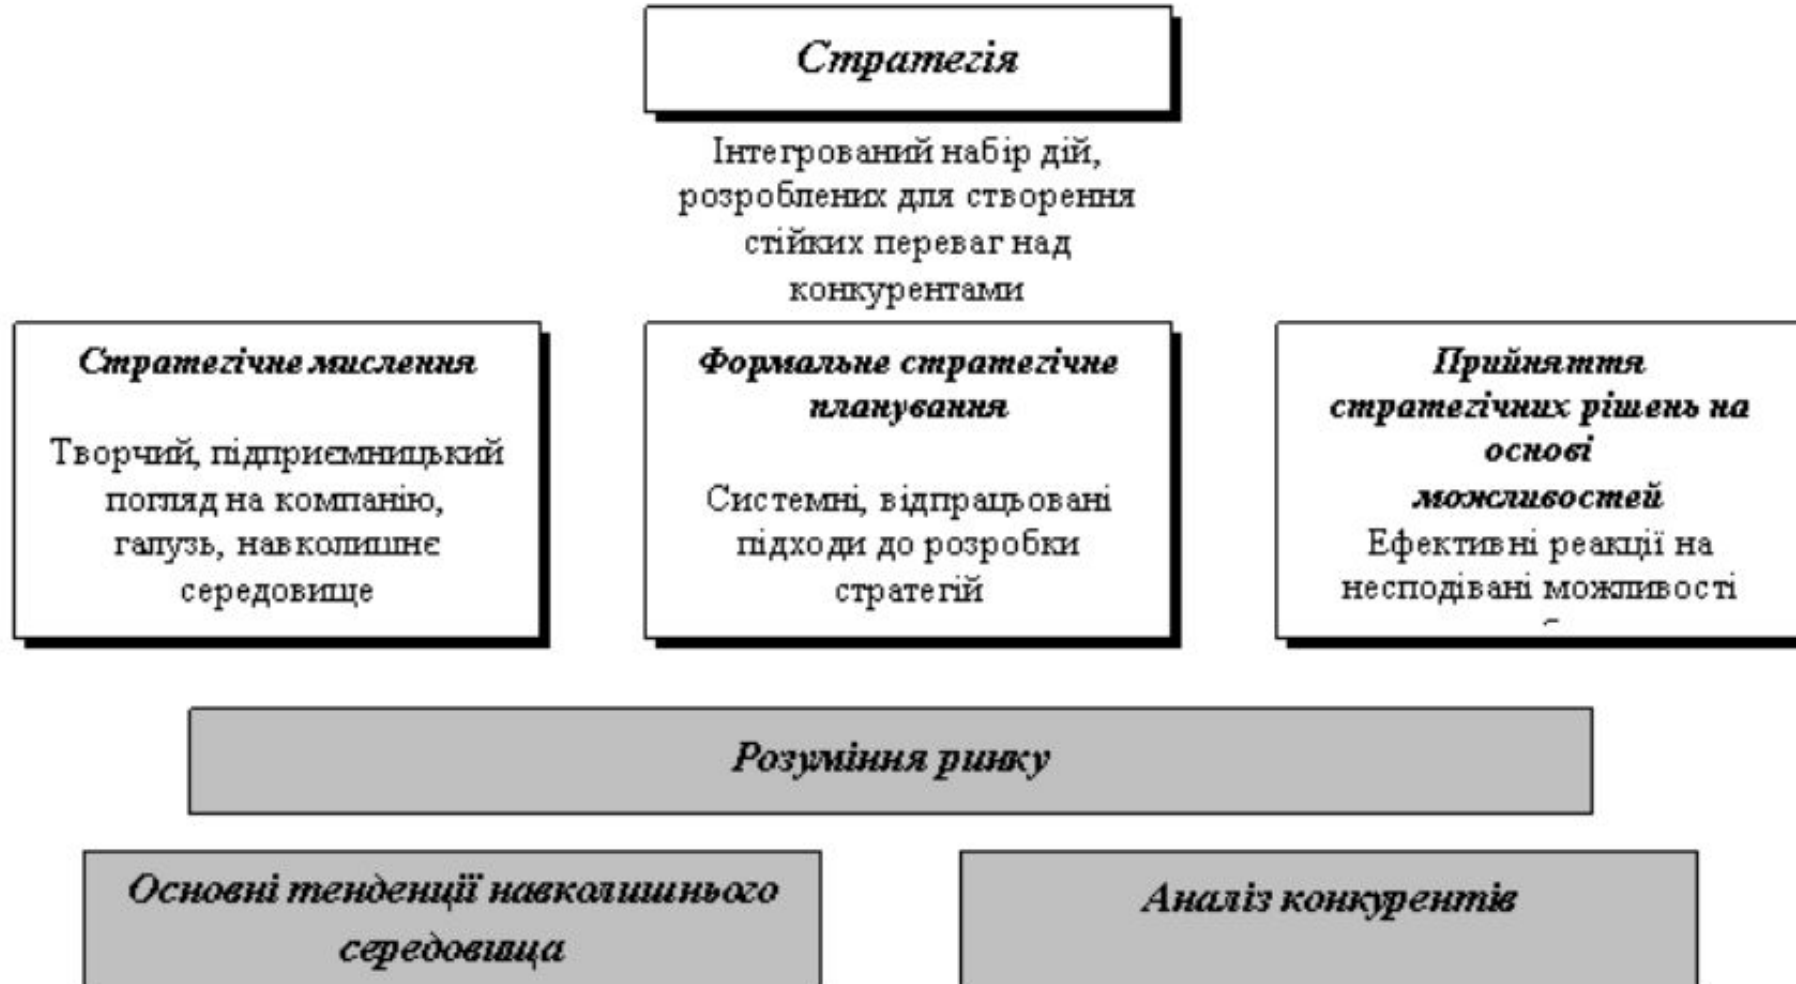 Стратегія
Інтегрований набір дій,
розроблених для створення
стійких переваг над
конкурентами
Стратегічне мислення
Творчий, підприємницький
погляд на компанію,
галузь, навколишнє
середовище
Формальне стратегічне
планування
Системні, відпрацьовані
підходи до розробки
стратегій
Прийняття
стратегічних рішень на
основі
можливостей
Ефективні реакції на
несподівані можливості
Розуміння ринку
Основні тенденції навколишнього
середовища
Аналіз конкурентів